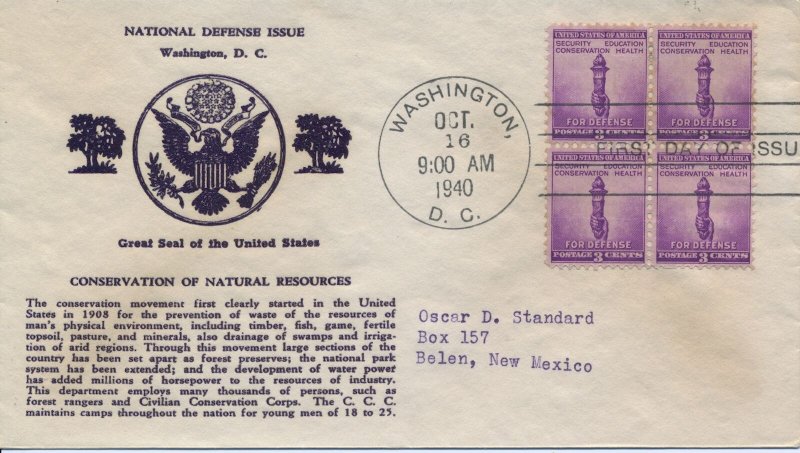 NATIONAL DEFENSE ISSUE
Washington, D. C.
Great Seal of the United States
CONSERVATION OF NATURAL RESOURCES
The conservation movement first clearly started in the United
States in 1908 for the prevention of waste of the resources of
man's physical environment, including timber, fish, game, fertile
topsoil, pasture, and minerals, also drainage of swamps and irriga-
tion of arid regions. Through this movement large sections of the
country has been set apart as forest preserves; the national park
system has been extended; and the development of water power
has added millions of horsepower to the resources of industry.
This department employs many thousands of persons, such as
forest rangers and Civilian Conservation Corps. The C. C. C.
maintains camps throughout the nation for young men of 18 to 25.
WASHINGTON,
OCT.
16
9:00 AM
1940
D. C.
UNITED STATES OF AMERICA
SECURITY EDUCATION
CONSERVATION HEALTH
FOR DEFENSE
POSTAGE 3 CENTS
UNITED STATES OF AMERICA
SECURITY EDUCATION
CONSERVATION HEALTH
FOR DEFENSE
POSTAGE 3 CENTS
FIRST DAY OF ISSU
UNITED STATES OF AMERICA
SECURITY EDUCATION
CONSERVATION HEALTH
FOR DEFENSE
POSTAGE 3 CENTS
UNITED STATES OF AMERICA
SECURITY EDUCATION
CONSERVATION HEALTH
FOR DEFENSE
POSTAGE 3 CENTS
Oscar D. Standard
Box 157
Belen, New Mexico